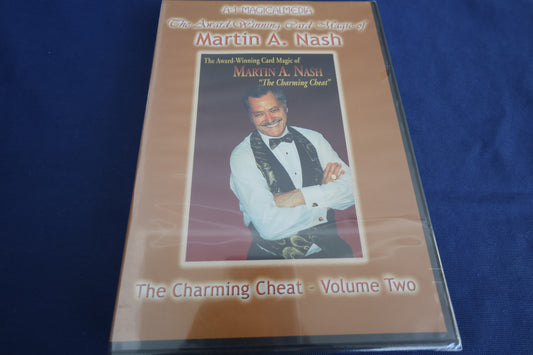 A-1 MAGICALMEDIA
The Award-Winning Card Magic of
Martin A. Nash
The Award-Winning Card Magic of
MARTIN A. NASH
"The Charming Cheat"
The Charming Cheat - Volume Two